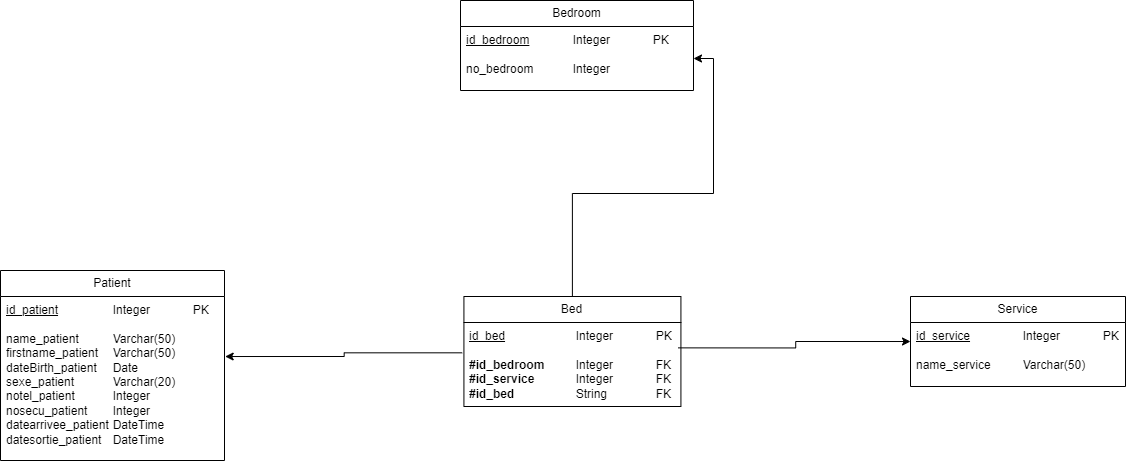 Bedroom
id_bedroom Integer PK
no_bedroom Integer
Patient
id_patient Integer PK
name_patient Varchar(50)
firstname_patient Varchar(50)
dateBirth_patient Date
sexe_patient Varchar(20)
notel_patient Integer
nosecu_patient Integer
datearrivee_patient DateTime
datesortie_patient DateTime
Bed
id_bed Integer PK
#id_bedroom Integer FK
#id_service Integer FK
#id_bed String FK
Service
id_service Integer PK
name_service Varchar(50)